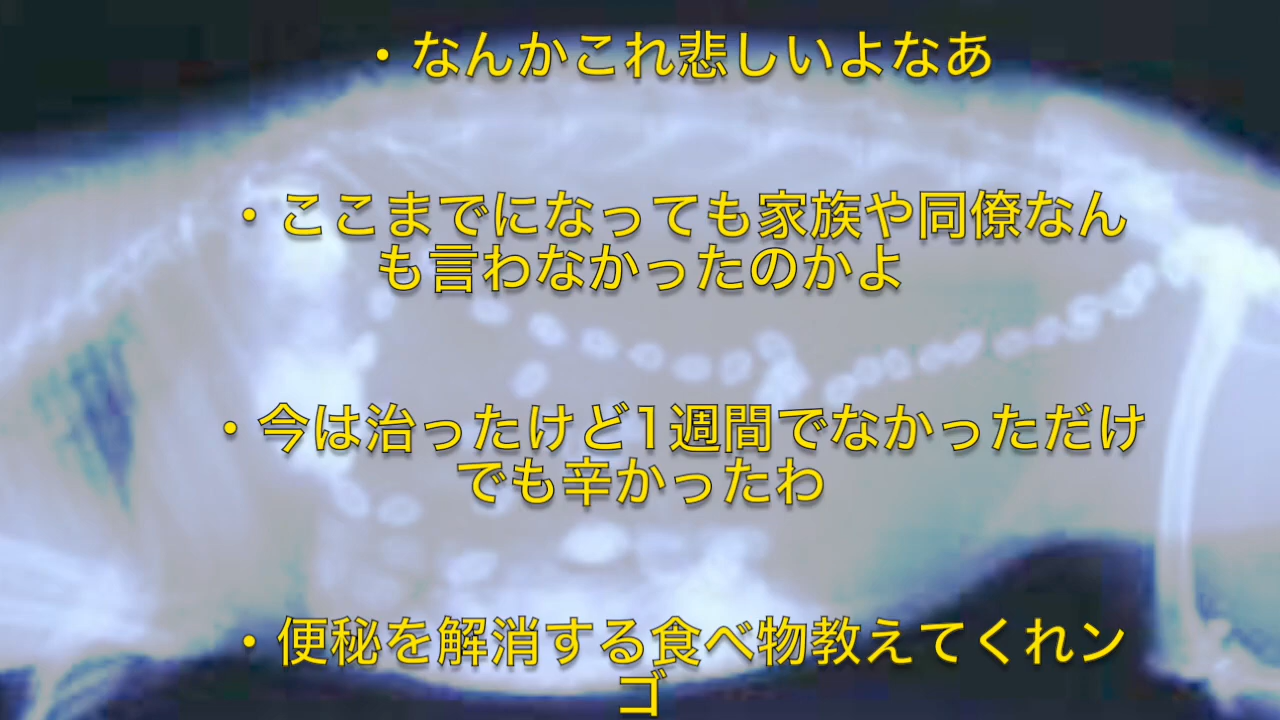 ・なんかこれ悲しいよなあ
・ここまでになっても家族や同僚なん
も言わなかったのかよ
・今は治ったけど1週間でなかっただけ
でも辛かったわ
・便秘を解消する食べ物教えてくれン
ゴ